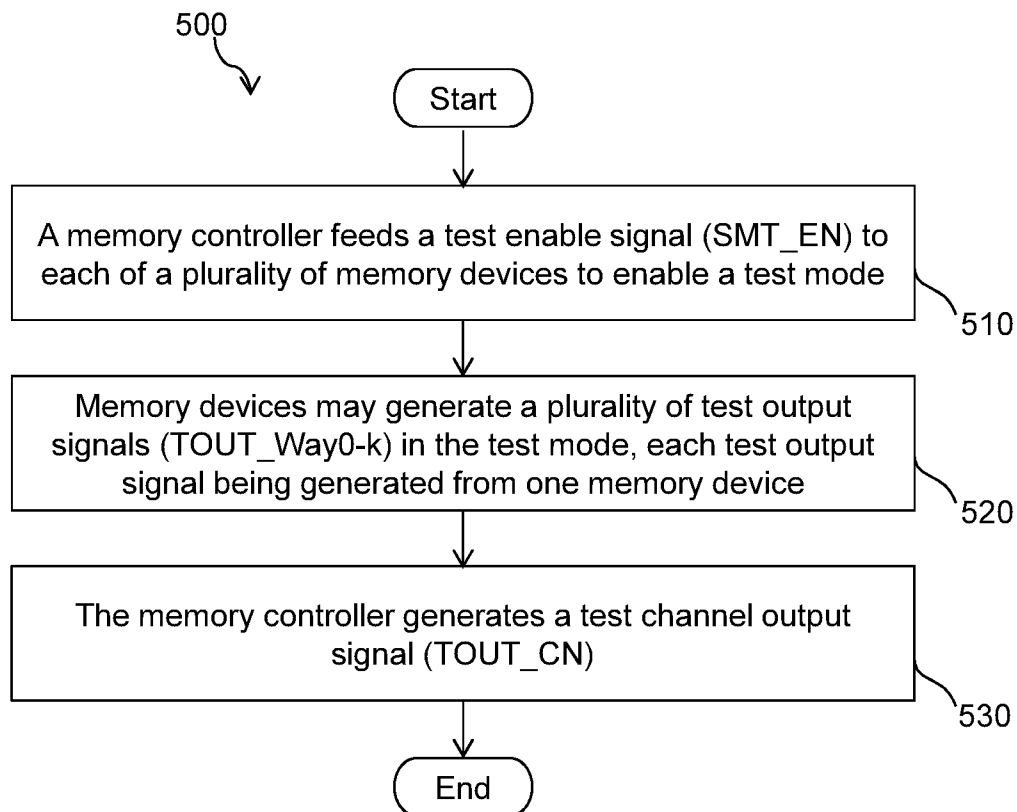 500
Start
A memory controller feeds a test enable signal (SMT_EN) to
each of a plurality of memory devices to enable a test mode
510
Memory devices may generate a plurality of test output
signals (TOUT_Way0-k) in the test mode, each test output
signal being generated from one memory device
520
The memory controller generates a test channel output
signal (TOUT_CN)
530
End